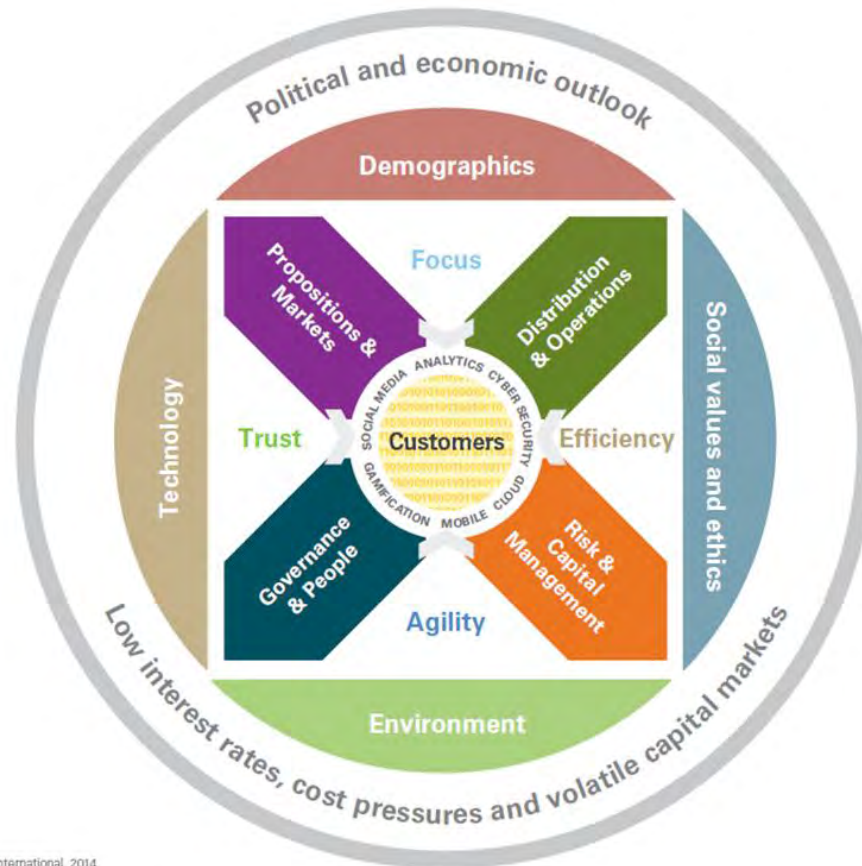 Political and economic outlook
Demographics
Propositions &
Markets
Focus
Distribution
& Operations
Technology
Trust
SOCIAL MEDIA ANALYTICS CYBER SECURITY
Customers
GAMIFICATION MOBILE CLOUD
Efficiency
Social values and ethics
Governance
& People
Agility
Risk &
Capital
Management
Environment
Low interest rates, cost pressures and volatile capital markets
2014